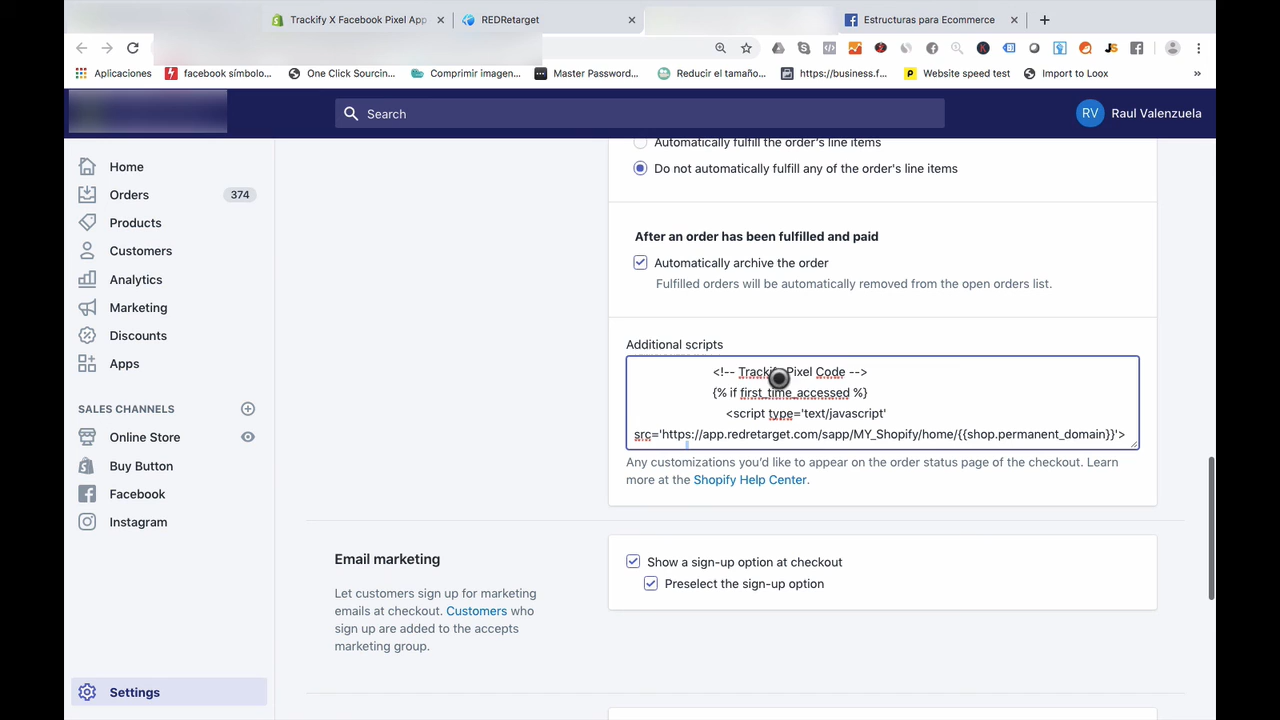 Trackify X Facebook Pixel App
REDRetarget
Estructuras para Ecommerce
Aplicaciones
facebook símbolo...
One Click Sourcin...
Comprimir imagen...
Master Password...
Reducir el tamaño...
https://business.f...
Website speed test
Import to Loox
»
Search
RV
Raul Valenzuela
Home
Orders
374
Products
Customers
Analytics
Marketing
Discounts
Apps
SALES CHANNELS
Online Store
Buy Button
Facebook
Instagram
Settings
Automatically fulfill the order's line items
Do not automatically fulfill any of the order's line items
After an order has been fulfilled and paid
Automatically archive the order
Fulfilled orders will be automatically removed from the open orders list.
Additional scripts
<!-- Trackify Pixel Code -->
{% if first_time_accessed %}
<script type='text/javascript'
src='https://app.redretarget.com/sapp/MY_Shopify/home/{{shop.permanent_domain}}'>
Any customizations you'd like to appear on the order status page of the checkout. Learn
more at the Shopify Help Center.
Email marketing
Let customers sign up for marketing
emails at checkout. Customers who
sign up are added to the accepts
marketing group.
Show a sign-up option at checkout
Preselect the sign-up option